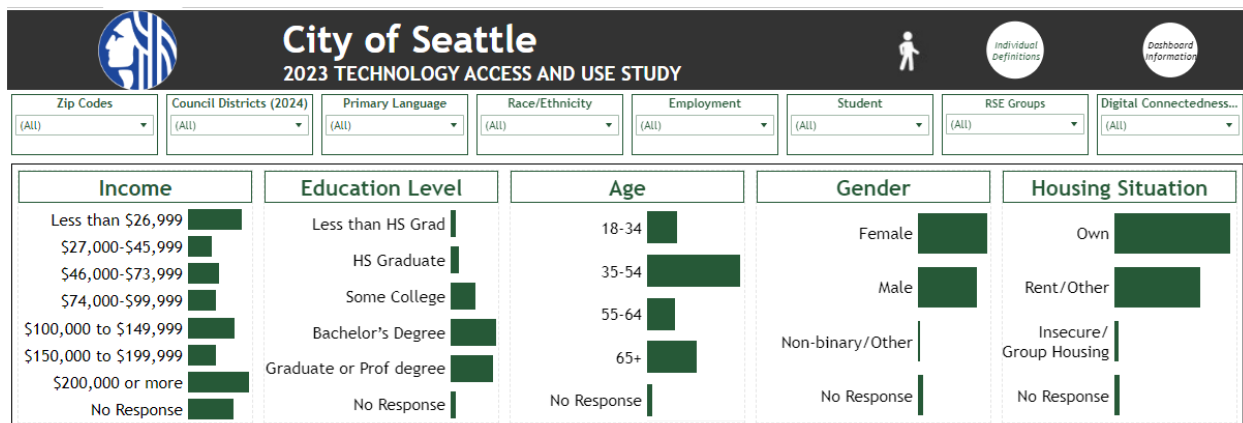 City of Seattle
2023 TECHNOLOGY ACCESS AND USE STUDY
Individual
Definitions
Dashboard
Information
Zip Codes
(All)
Council Districts (2024)
(All)
Primary Language
(All)
Race/Ethnicity
(All)
Employment
(All)
Student
(All)
RSE Groups
(All)
Digital Connectedness...
(All)
Income
Less than $26,999
$27,000-$45,999
$46,000-$73,999
$74,000-$99,999
$100,000 to $149,999
$150,000 to $199,999
$200,000 or more
No Response
Education Level
Less than HS Grad
HS Graduate
Some College
Bachelor's Degree
Graduate or Prof degree
No Response
Age
18-34
35-54
55-64
65+
No Response
Gender
Female
Male
Non-binary/Other
No Response
Housing Situation
Own
Rent/Other
Insecure/
Group Housing
No Response